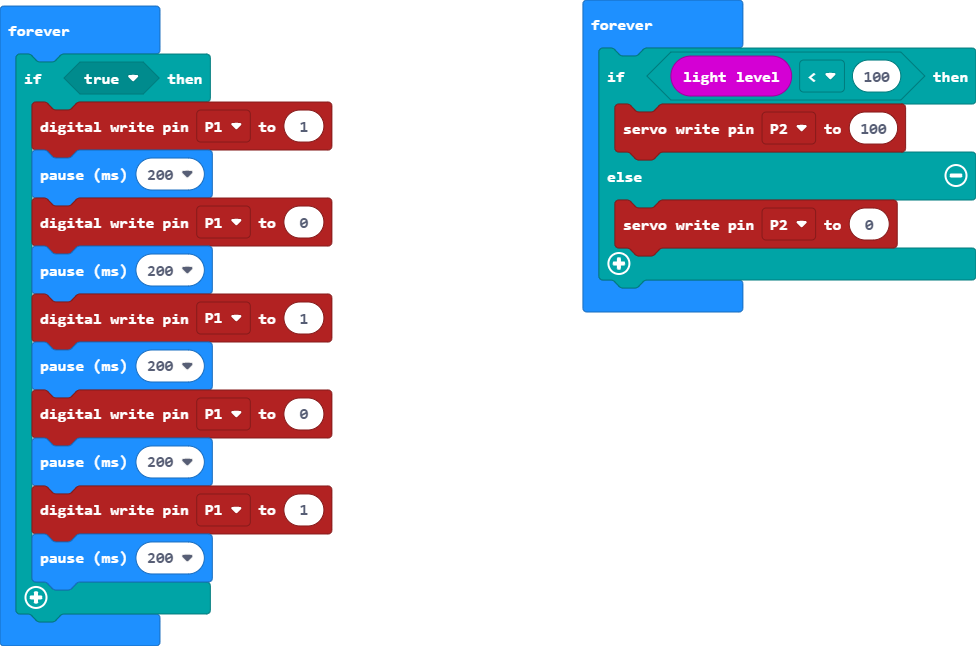 forever
if true then
digital write pin P1 to 1
pause (ms) 200
digital write pin P1 to 0
pause (ms) 200
digital write pin P1 to 1
pause (ms) 200
digital write pin P1 to 0
pause (ms) 200
digital write pin P1 to 1
pause (ms) 200
forever
if light level < 100 then
servo write pin P2 to 100
else
servo write pin P2 to 0